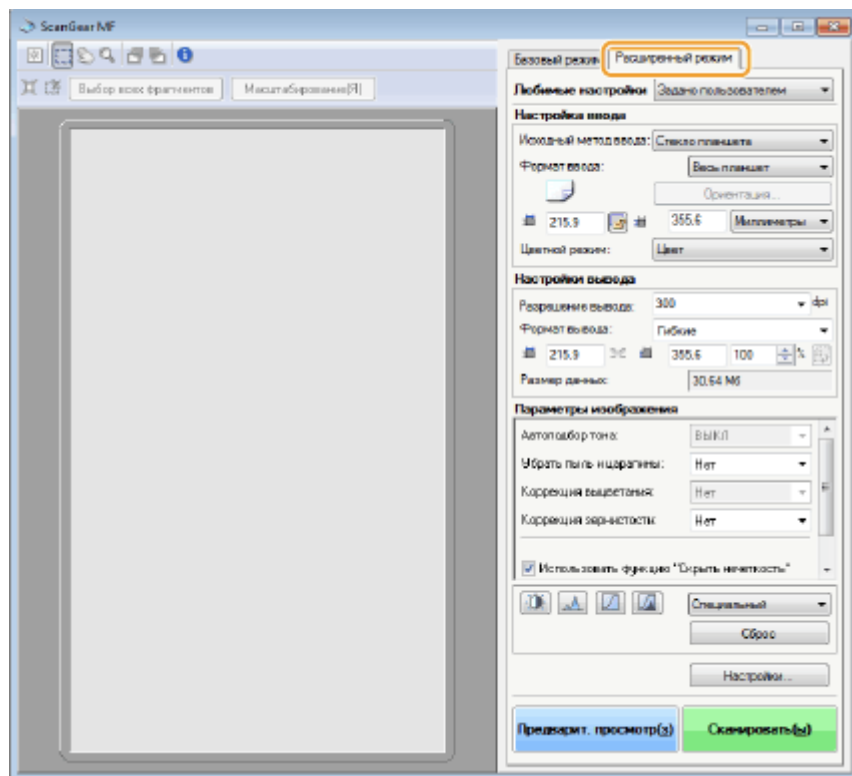 ScanGear MF
Базовый режим Расширенный режим
Выбор всех фрагментов Масштабирование(Я)
Любимые настройки Задано пользователем
Настройка ввода
Исходный метод ввода: Стекло планшета
Формат ввода: Весь планшет
Ориентация...
215.9 355.6 Миллиметры
Цветной режим: Цвет
Настройки вывода
Разрешение вывода: 300 dpi
Формат вывода: Гибкие
215.9 355.6 100 %
Размер данных: 30.64 Мб
Параметры изображения
Автоподбор тона: ВЫКЛ
Убрать пыль и царапины: Нет
Коррекция выцветания: Нет
Коррекция зернистости: Нет
Использовать функцию "Скрыть нечеткость"
Специальный
Сброс
Настройки...
Предварит. просмотр(з) Сканировать(ы)